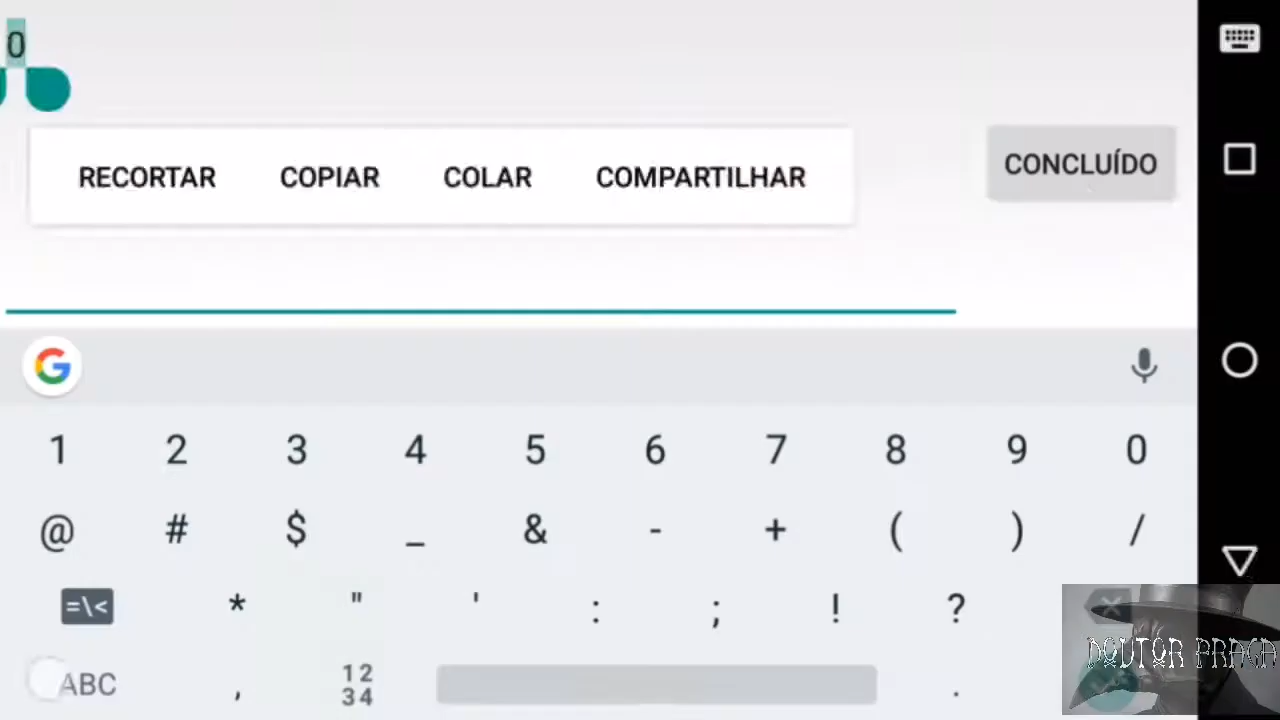 0
RECORTAR COPIAR COLAR COMPARTILHAR
CONCLUÍDO
G
1 2 3 4 5 6 7 8 9 0
@ # $ _ & - + ( ) /
=\< * " ' : ; ! ?
DOUTOR PRAGA
ABC , 12 34 .